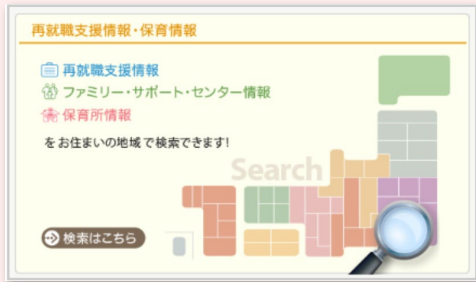 再就職支援情報・保育情報
再就職支援情報
ファミリー・サポート・センター情報
保育所情報
をお住まいの地域で検索できます!
Search
検索はこちら